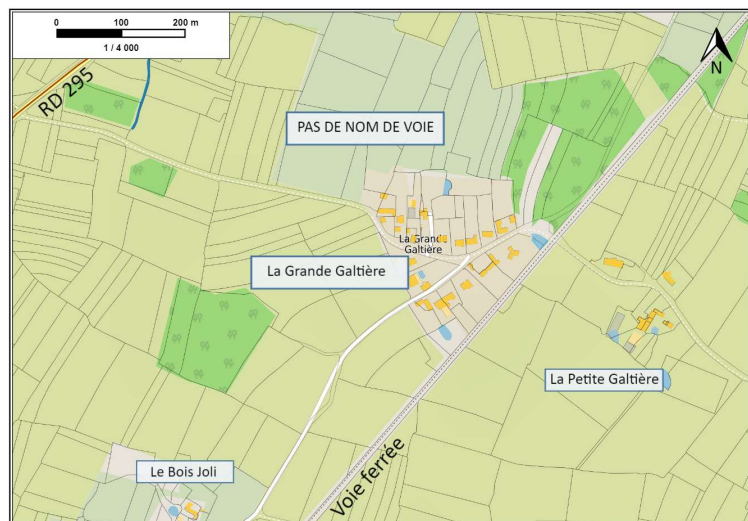 0 100 200 m
1 / 4 000
N
RD 295
PAS DE NOM DE VOIE
La Grande
Galtière
La Grande Galtière
La Petite Galtière
Le Bois Joli
Voie ferrée